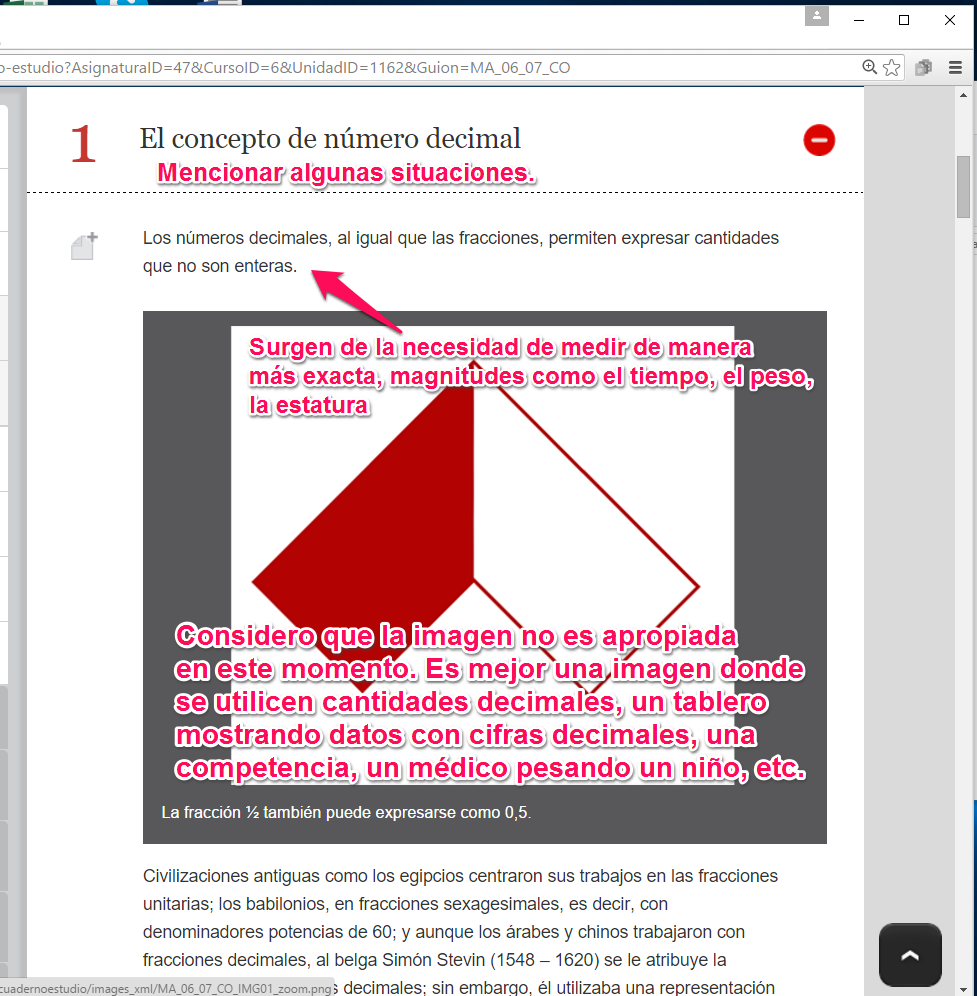 o-estudio?AsignaturaID=47&CursoID=6&UnidadID=1162&Guion=MA_06_07_CO
1
El concepto de número decimal
Mencionar algunas situaciones.
Los números decimales, al igual que las fracciones, permiten expresar cantidades
que no son enteras.
Surgen de la necesidad de medir de manera
más exacta, magnitudes como el tiempo, el peso,
la estatura
Considero que la imagen no es apropiada
en este momento. Es mejor una imagen donde
se utilicen cantidades decimales, un tablero
mostrando datos con cifras decimales, una
competencia, un médico pesando un niño, etc.
La fracción ½ también puede expresarse como 0,5.
Civilizaciones antiguas como los egipcios centraron sus trabajos en las fracciones
unitarias; los babilonios, en fracciones sexagesimales, es decir, con
denominadores potencias de 60; y aunque los árabes y chinos trabajaron con
fracciones decimales, al belga Simón Stevin (1548 – 1620) se le atribuye la
s decimales; sin embargo, él utilizaba una representación
cuadernoestudio/images_xml/MA_06_07_CO_IMG01_zoom.png